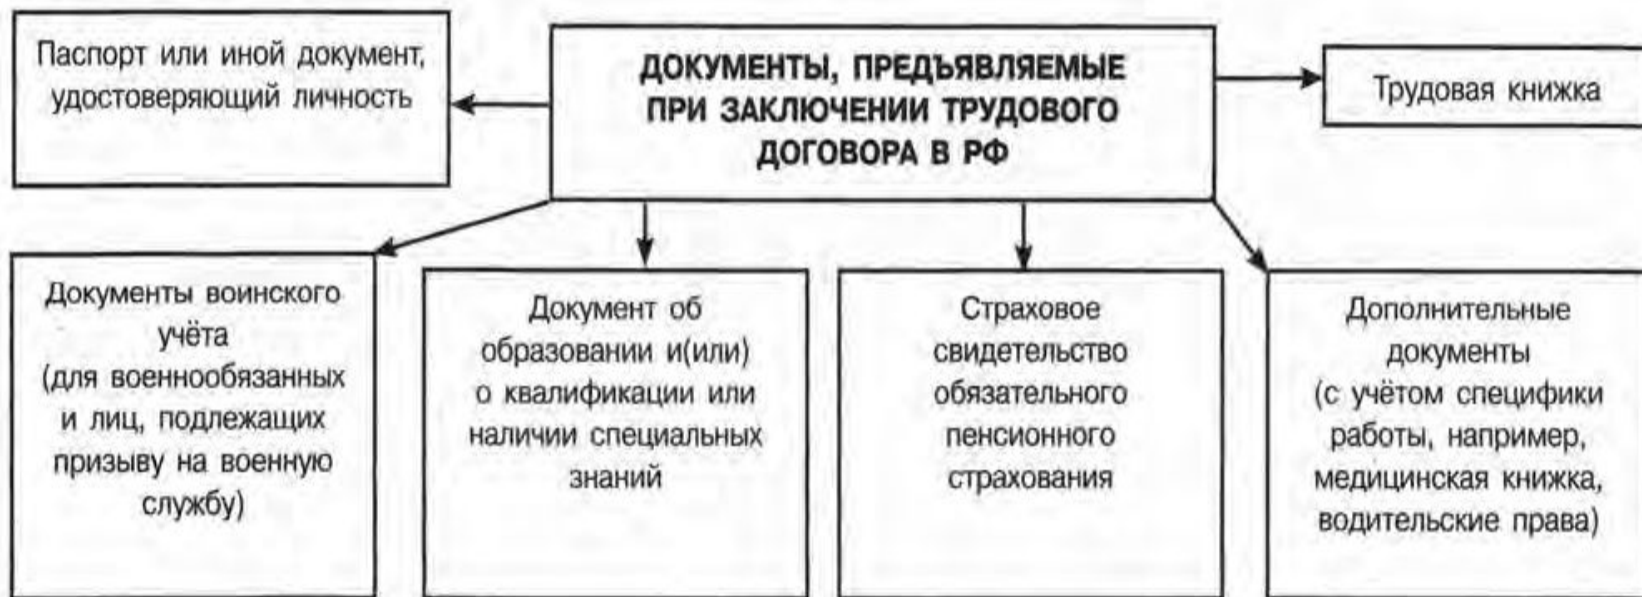 Паспорт или иной документ,
удостоверяющий личность
ДОКУМЕНТЫ, ПРЕДЪЯВЛЯЕМЫЕ
ПРИ ЗАКЛЮЧЕНИИ ТРУДОВОГО
ДОГОВОРА В РФ
Трудовая книжка
Документы воинского
учёта
(для военнообязанных
и лиц, подлежащих
призыву на военную
службу)
Документ об
образовании и(или)
о квалификации или
наличии специальных
знаний
Страховое
свидетельство
обязательного
пенсионного
страхования
Дополнительные
документы
(с учётом специфики
работы, например,
медицинская книжка,
водительские права)